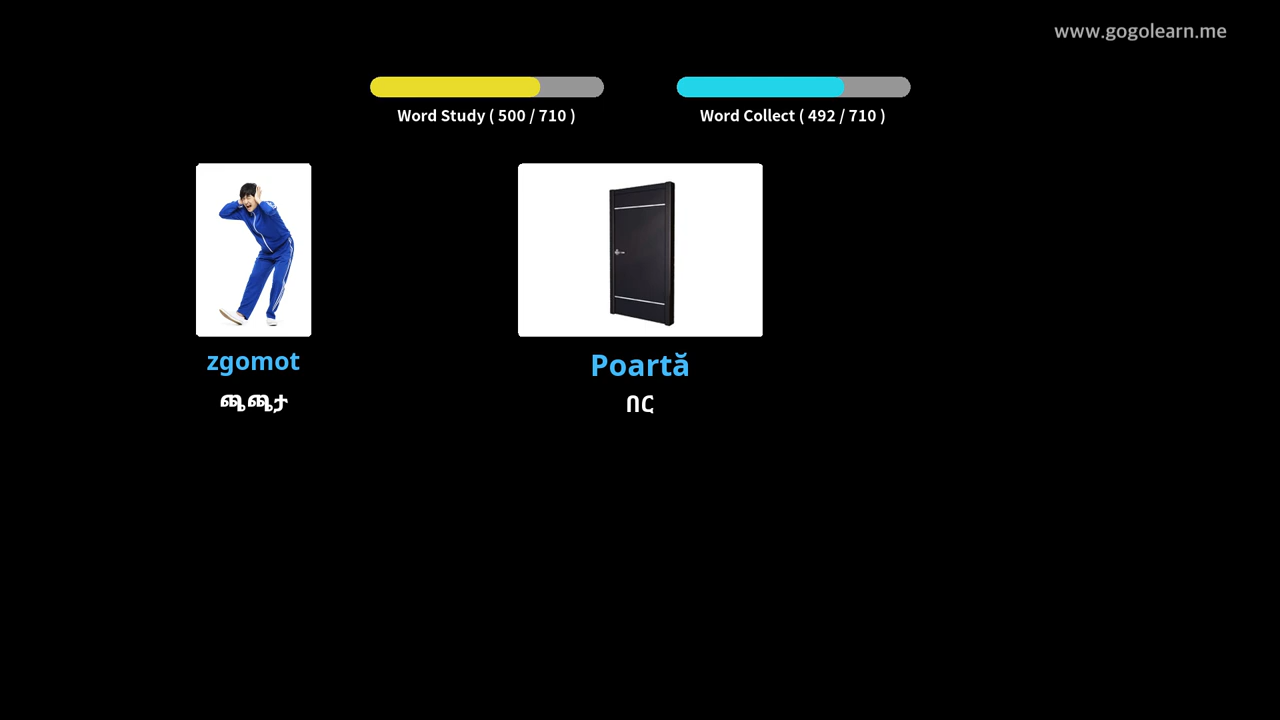 www.gogolearn.me
Word Study ( 500 / 710 )
Word Collect ( 492 / 710 )
zgomot
Poartă
ጫጫታ
በር